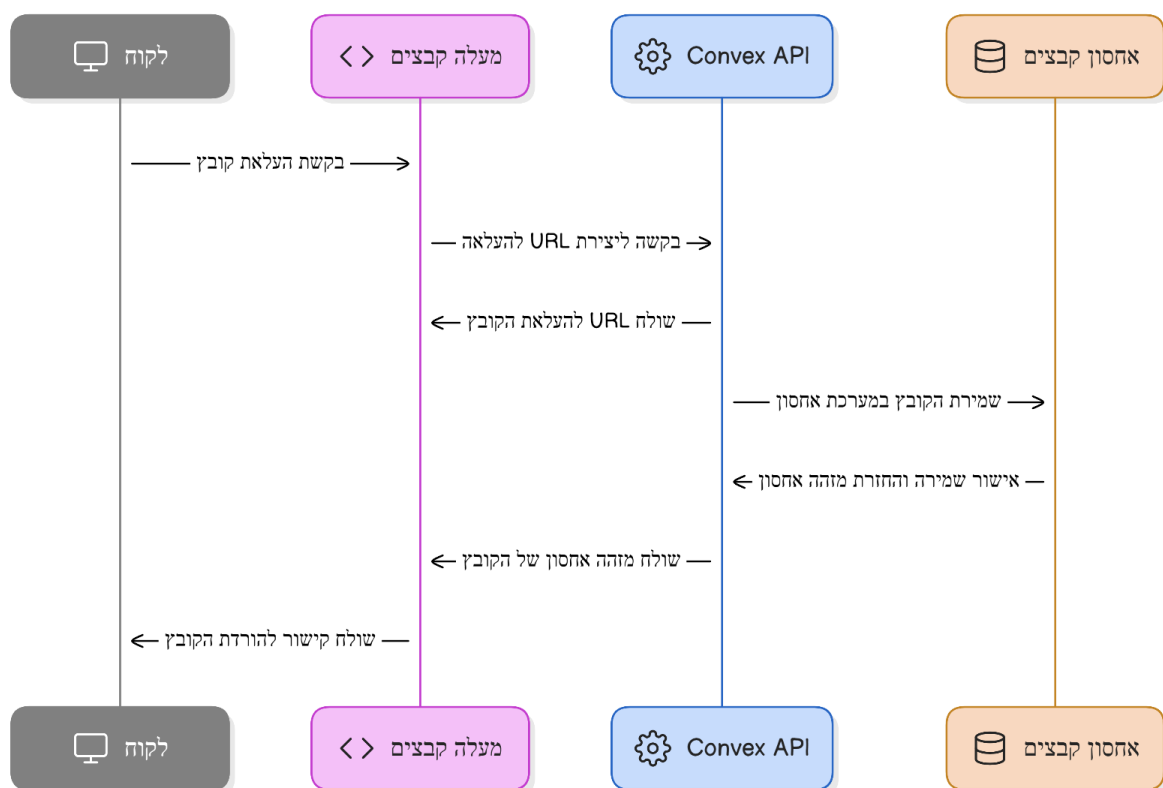 לקוח
מעלה קבצים
Convex API
אחסון קבצים
בקשת העלאת קובץ
בקשה ליצירת URL להעלאה
שולח URL להעלאת הקובץ
שמירת הקובץ במערכת אחסון
אישור שמירה והחזרת מזהה אחסון
שולח מזהה אחסון של הקובץ
שולח קישור להורדת הקובץ
לקוח
מעלה קבצים
Convex API
אחסון קבצים